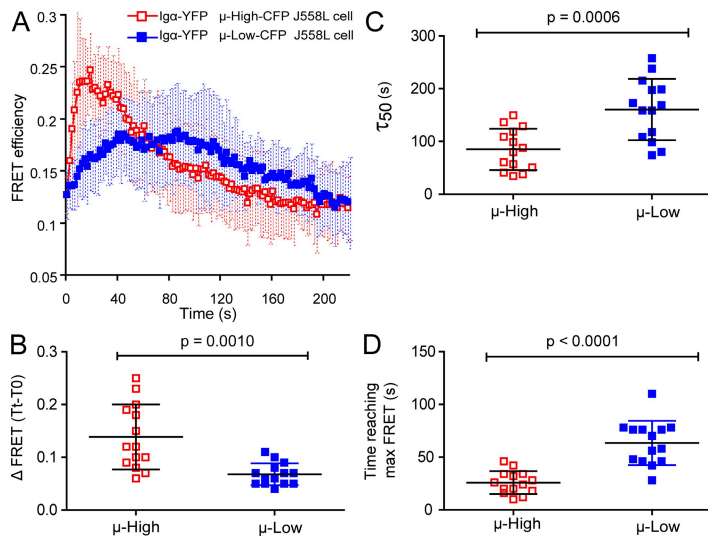 A
Igα-YFP μ-High-CFP J558L cell
Igα-YFP μ-Low-CFP J558L cell
FRET efficiency
0.3
0.25
0.2
0.15
0.1
0.05
0 40 80 120 160 200
Time (s)
B
p = 0.0010
Δ FRET (Tt-T0)
0.3
0.2
0.1
0.0
μ-High μ-Low
C
p = 0.0006
τ50 (s)
300
200
100
0
μ-High μ-Low
D
p < 0.0001
Time reaching
max FRET (s)
150
100
50
0
μ-High μ-Low